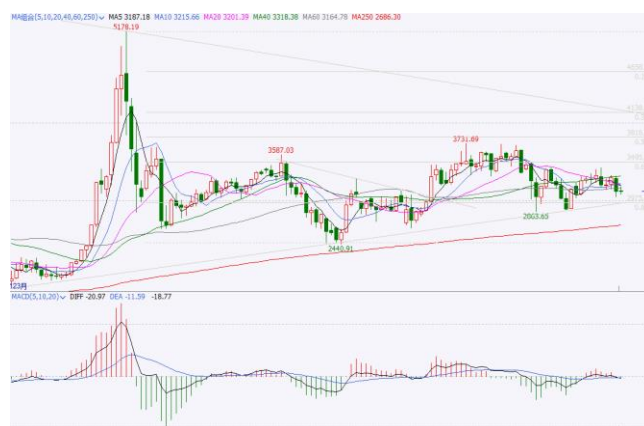 MA组合(5,10,20,40,60,250) MA5 3187.18 MA10 3215.66 MA20 3201.39 MA40 3318.38 MA60 3164.78 MA250 2686.30
5178.19
3587.03
3731.69
2440.91
MACD(5,10,20) DIFF -20.97 DEA -11.59 -18.77